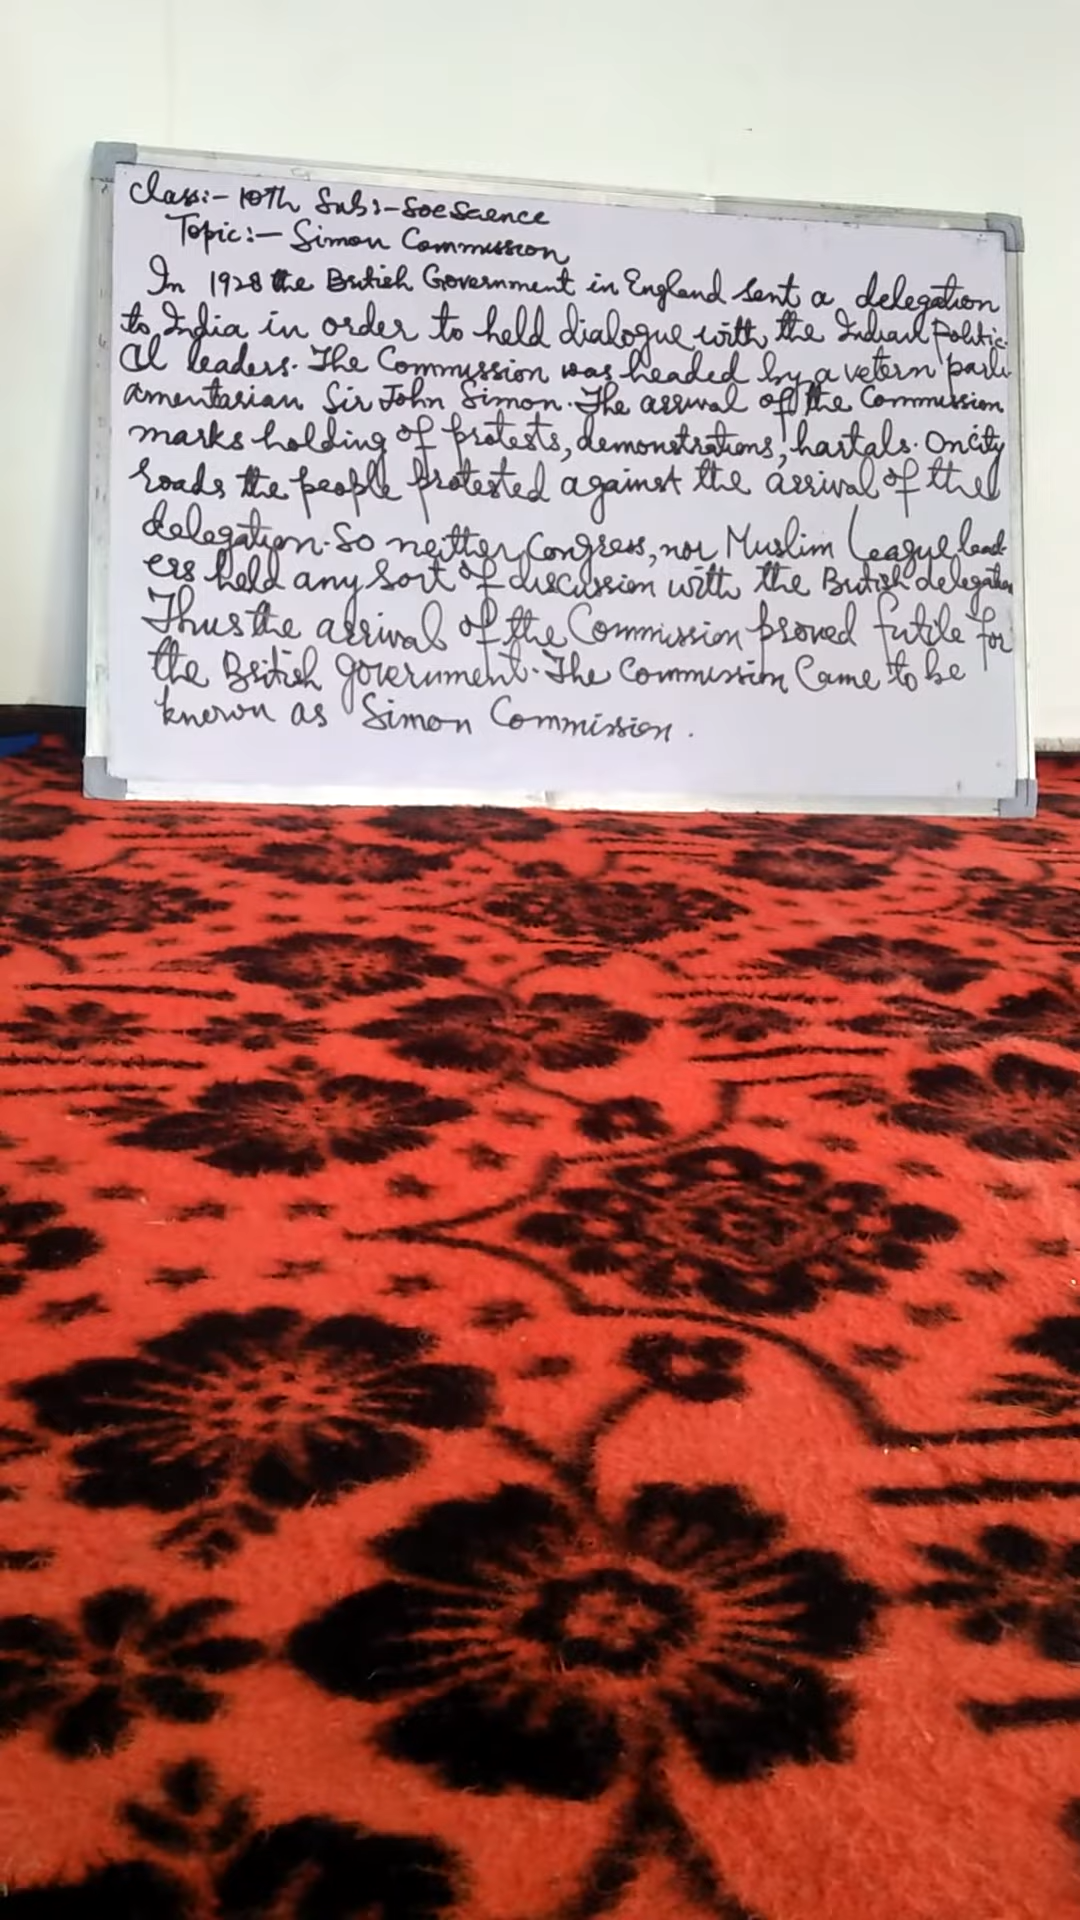 Class:- 10Th Sub:- Soc Science
Topic:- Simon Commission
In 1928 the British Government in England sent a delegation
to India in order to held dialogue with the Indian Politic-
al leaders. The Commission was headed by a vetern parli
amentarian Sir John Simon. The arrival of the Commission
marks holding of protests, demonstrations, hartals. On city
roads the people protested against the arrival of the
delegation. So neither Congress, nor Muslim League lead-
ers held any sort of discussion with the British delegation
Thus the arrival of the Commission proved futile for
the British government. The Commission Came to be
known as Simon Commission.